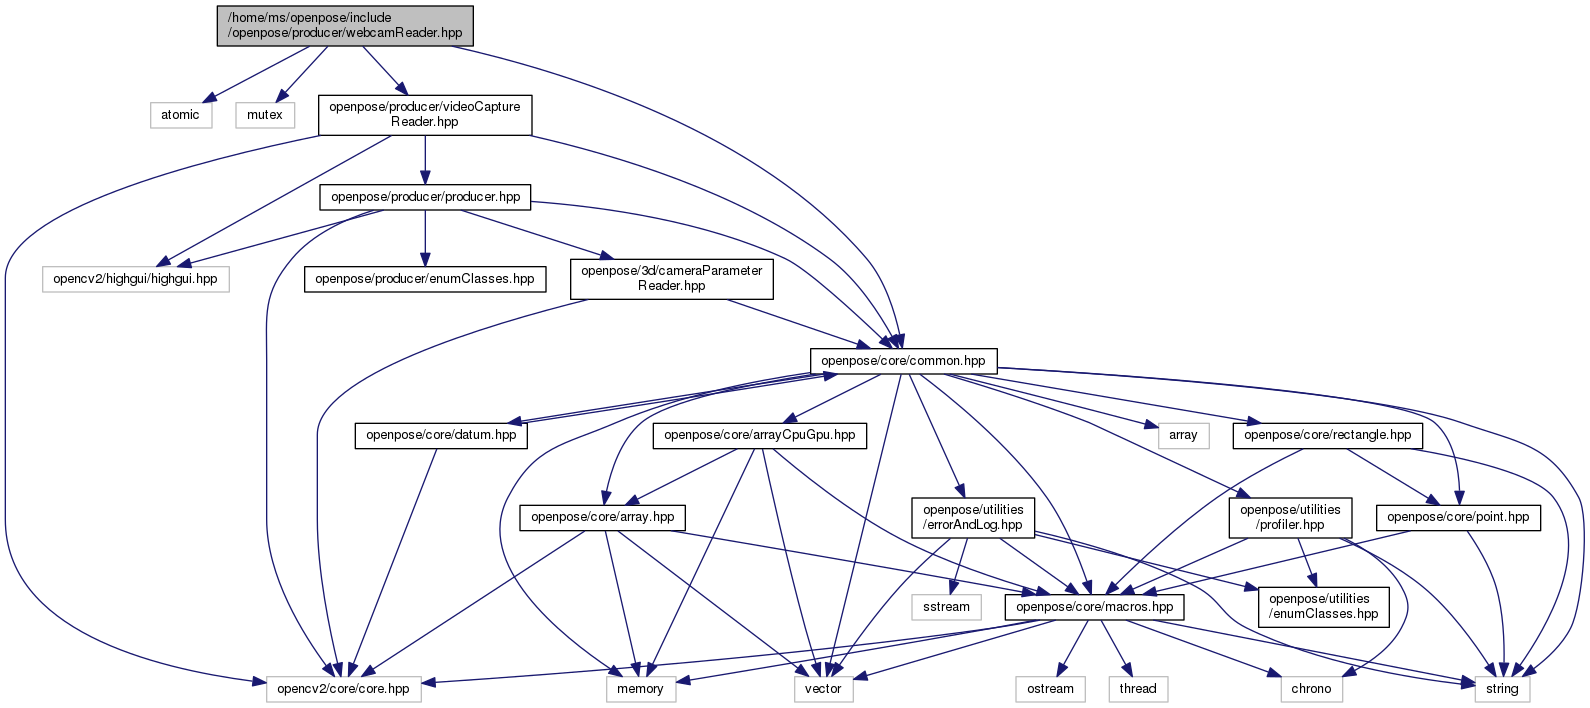 /home/ms/openpose/include
/openpose/producer/webcamReader.hpp
atomic
mutex
openpose/producer/videoCapture
Reader.hpp
openpose/producer/producer.hpp
opencv2/highgui/highgui.hpp
openpose/producer/enumClasses.hpp
openpose/3d/cameraParameter
Reader.hpp
openpose/core/common.hpp
openpose/core/datum.hpp
openpose/core/arrayCpuGpu.hpp
array
openpose/core/rectangle.hpp
openpose/core/array.hpp
openpose/utilities
/errorAndLog.hpp
openpose/utilities
/profiler.hpp
openpose/core/point.hpp
sstream
openpose/core/macros.hpp
openpose/utilities
/enumClasses.hpp
opencv2/core/core.hpp
memory
vector
ostream
thread
chrono
string